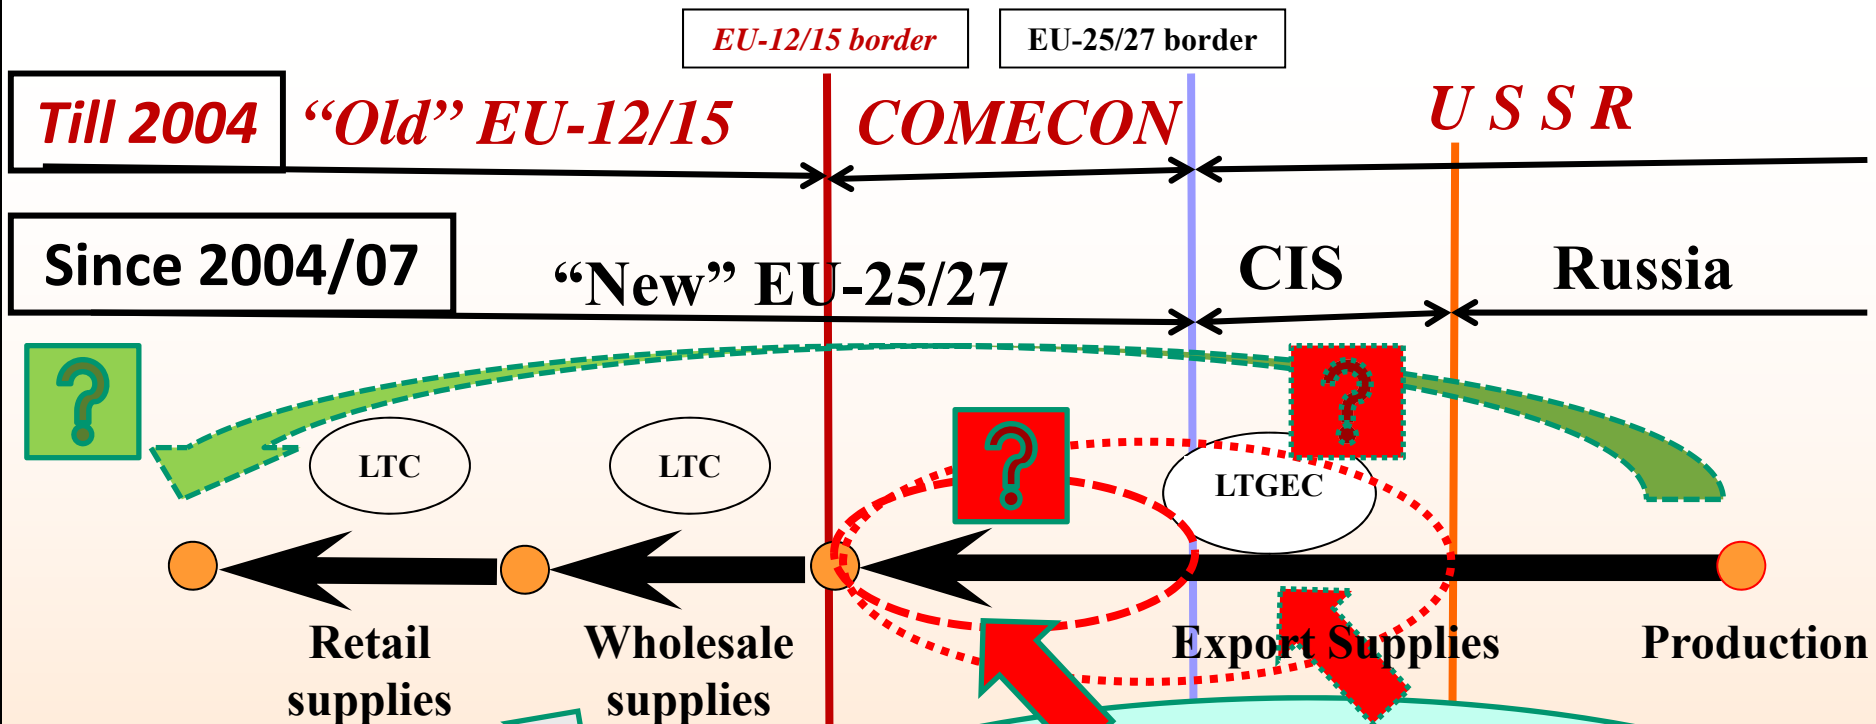 EU-12/15 border
EU-25/27 border
Till 2004
“Old” EU-12/15
COMECON
U S S R
Since 2004/07
“New” EU-25/27
CIS
Russia
?
?
?
LTC
LTC
LTGEC
Retail
supplies
Wholesale
supplies
Export Supplies
Production